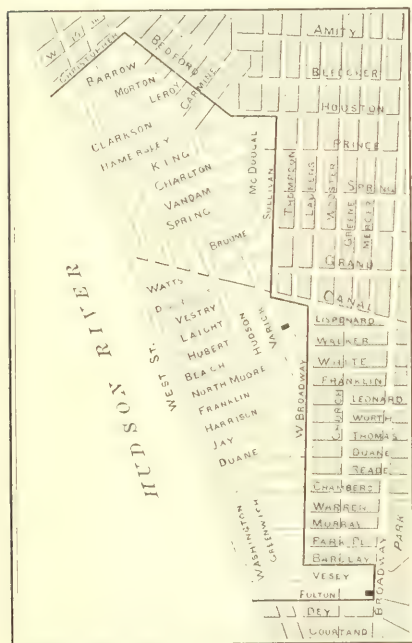 AMITY
BEDFORD
CHRISTOPHER
BLEECKER
BARROW
MORTON
LEROY
CARMINE
HOUSTON
CLARKSON
PRINCE
KING
McDOUGAL
CHARLTON
SULLIVAN
THOMPSON
LAURENS
WOOSTER
SPRING
GREENE
MERCER
VANDAM
SPRING
BROOME
GRAND
HUDSON RIVER
WATTS
CANAL
VESTRY
LISPENARD
LAIGHT
HUDSON
VARICK
WALKER
WEST ST.
HUBERT
WHITE
BEACH
W BROADWAY
FRANKLIN
NORTH MOORE
CHURCH
LEONARD
FRANKLIN
WORTH
HARRISON
THOMAS
JAY
DUANE
DUANE
READE
CHAMBERS
WARREN
WASHINGTON
GREENWICH
MURRAY
BROADWAY
PARK
PARK PL.
BARCLAY
VESEY
FULTON
DEY
COURTLAND